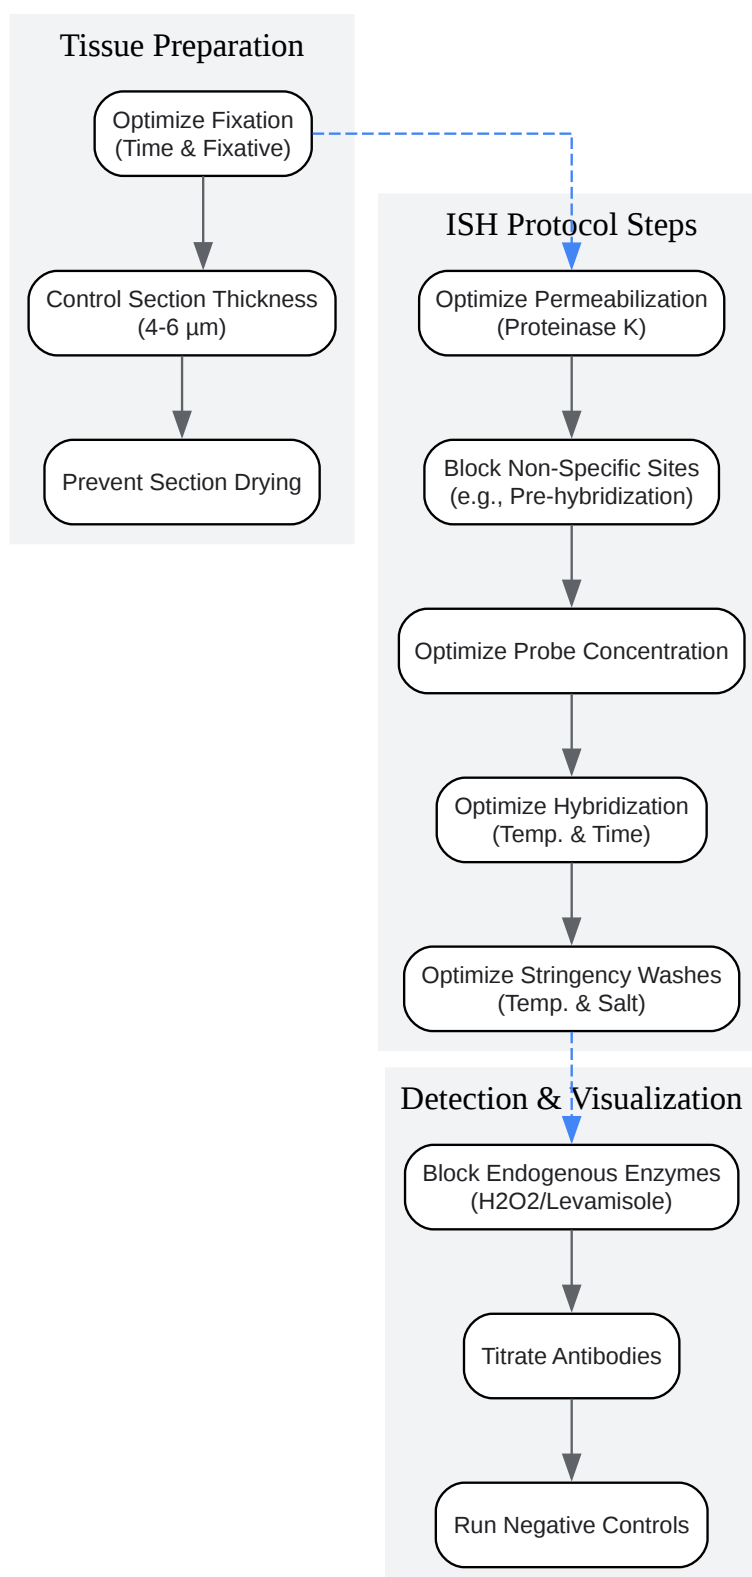 Tissue Preparation
Optimize Fixation
(Time & Fixative)
Control Section Thickness
(4-6 µm)
Prevent Section Drying
ISH Protocol Steps
Optimize Permeabilization
(Proteinase K)
Block Non-Specific Sites
(e.g., Pre-hybridization)
Optimize Probe Concentration
Optimize Hybridization
(Temp. & Time)
Optimize Stringency Washes
(Temp. & Salt)
Detection & Visualization
Block Endogenous Enzymes
(H2O2/Levamisole)
Titrate Antibodies
Run Negative Controls